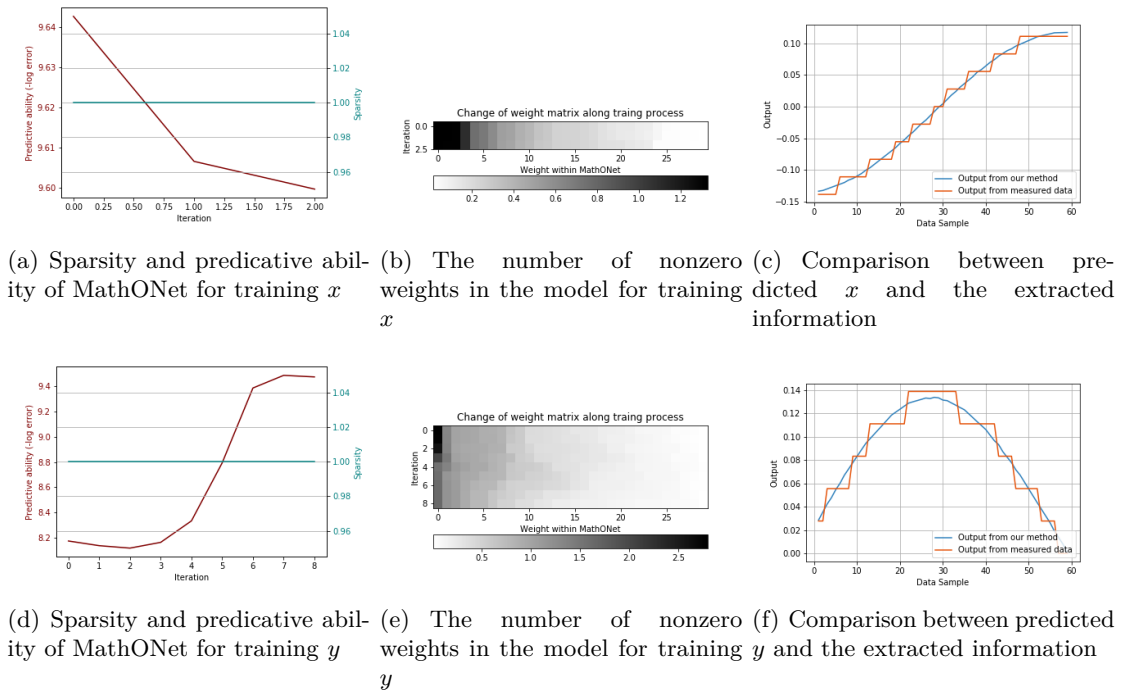 9.64
9.63
9.62
9.61
9.60
Predictive ability (-log error)
0.00 0.25 0.50 0.75 1.00 1.25 1.50 1.75 2.00
Iteration
1.04
1.02
1.00
0.98
0.96
Sparsity
Change of weight matrix along traing process
0.0
2.5
Iteration
0 5 10 15 20 25
Weight within MathONet
0.2 0.4 0.6 0.8 1.0 1.2
0.10
0.05
0.00
−0.05
−0.10
−0.15
Output
Output from our method
Output from measured data
0 10 20 30 40 50 60
Data Sample
(a) Sparsity and predicative abil-
ity of MathONet for training x
(b) The number of nonzero
weights in the model for training
x
(c) Comparison between pre-
dicted x and the extracted
information
9.4
9.2
9.0
8.8
8.6
8.4
8.2
Predictive ability (-log error)
0 1 2 3 4 5 6 7 8
Iteration
1.04
1.02
1.00
0.98
0.96
Sparsity
Change of weight matrix along traing process
0
2
4
6
8
Iteration
0 5 10 15 20 25
Weight within MathONet
0.5 1.0 1.5 2.0 2.5
0.14
0.12
0.10
0.08
0.06
0.04
0.02
0.00
Output
Output from our method
Output from measured data
0 10 20 30 40 50 60
Data Sample
(d) Sparsity and predicative abil-
ity of MathONet for training y
(e) The number of nonzero
weights in the model for training
y
(f) Comparison between predicted
y and the extracted information